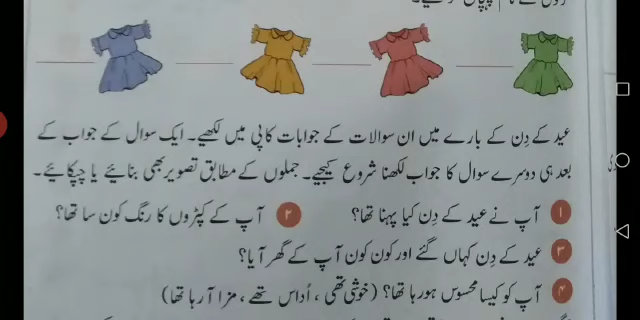 عید کے دِن کے بارے میں ان سوالات کے جوابات کاپی میں لکھیے۔ ایک سوال کے جواب کے
بعد ہی دوسرے سوال کا جواب لکھنا شروع کیجیے۔ جملوں کے مطابق تصویر بھی بنائیے یا چپکائیے۔
۱ آپ نے عید کے دِن کیا پہنا تھا؟ ۲ آپ کے کپڑوں کا رنگ کون سا تھا؟
۳ عید کے دِن کہاں گئے اور کون کون آپ کے گھر آیا؟
۴ آپ کو کیسا محسوس ہو رہا تھا؟ (خوشی تھی ، اُداس تھے ، مزا آ رہا تھا)